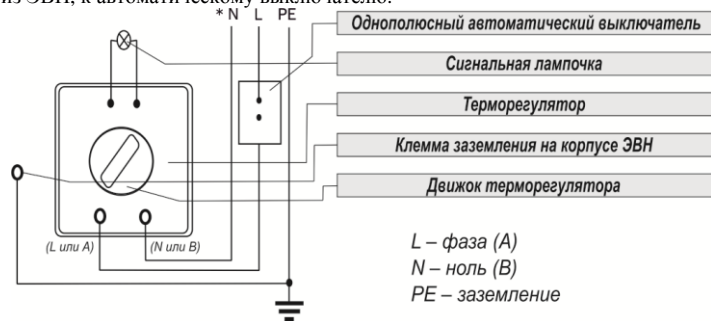 из ЭВН, к автоматическому выключателю.
* N L PE
Однополюсный автоматический выключатель
Сигнальная лампочка
Терморегулятор
Клемма заземления на корпусе ЭВН
Движок терморегулятора
(L или A) (N или B)
L – фаза (A)
N – ноль (B)
PE – заземление